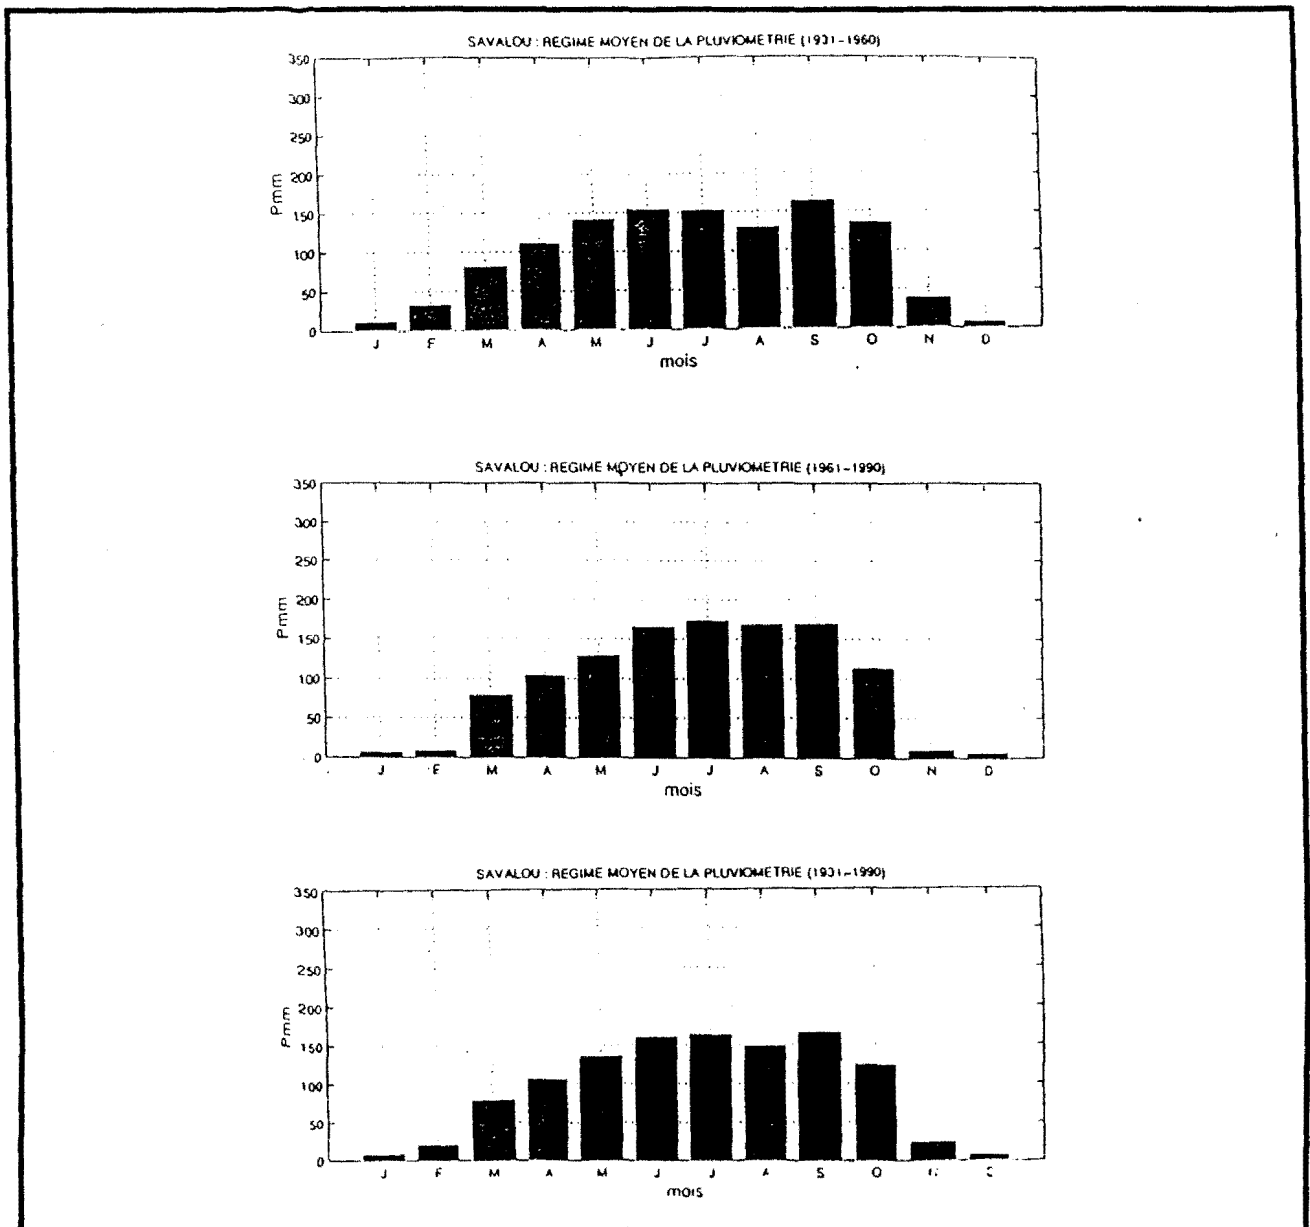 SAVALOU : REGIME MOYEN DE LA PLUVIOMETRIE (1931-1960)
350
300
250
200
150
100
50
0
Pmm
J F M A M J J A S O N D
mois
SAVALOU : REGIME MOYEN DE LA PLUVIOMETRIE (1961-1990)
350
300
250
200
150
100
50
0
Pmm
J F M A M J J A S O N D
mois
SAVALOU : REGIME MOYEN DE LA PLUVIOMETRIE (1931-1990)
350
300
250
200
150
100
50
0
Pmm
J F M A M J J A S O
mois